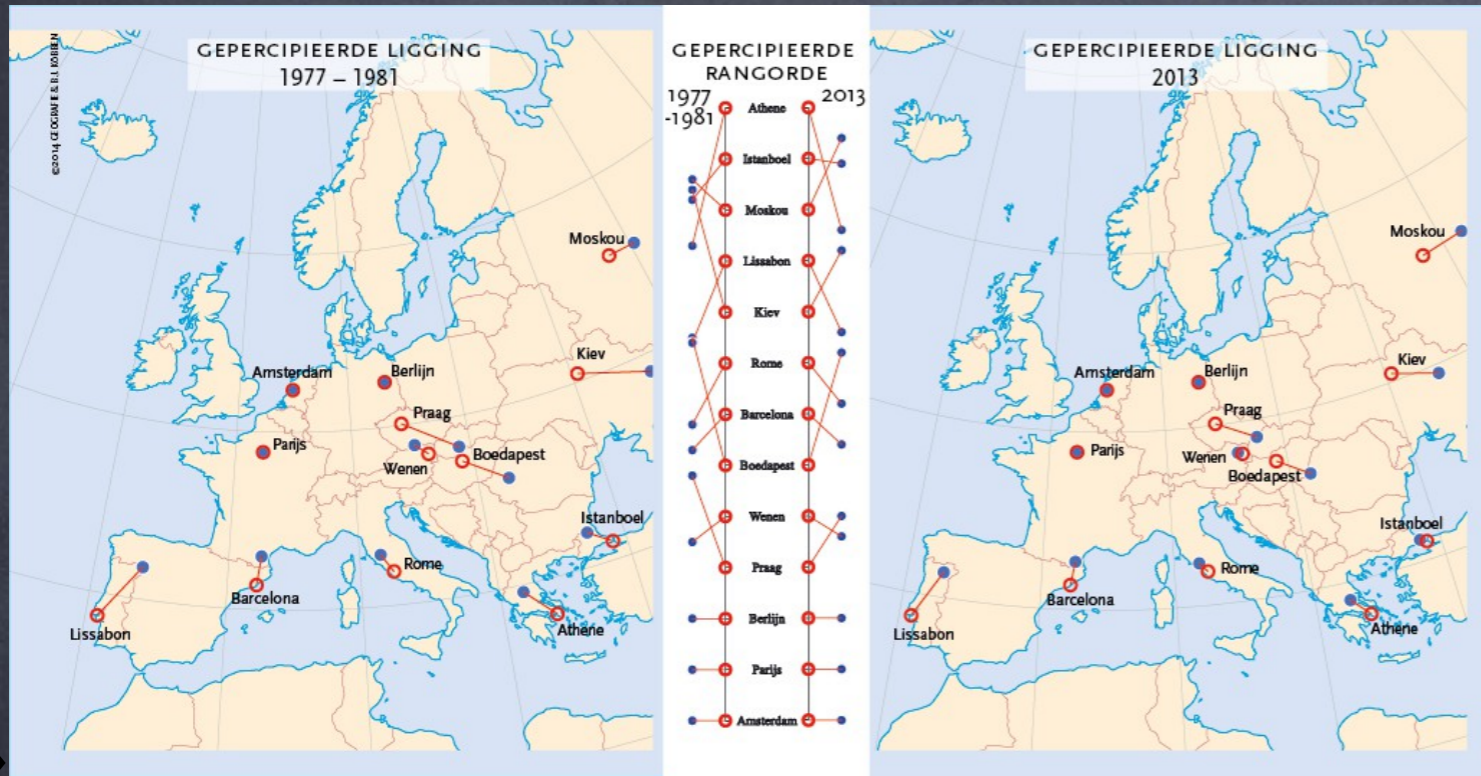 ©2014 GEOGRAFIE & B.J. KÖBBEN
GEPERCIPIEERDE LIGGING
1977 – 1981
Moskou
Kiev
Amsterdam
Berlijn
Praag
Parijs
Wenen
Boedapest
Istanboel
Rome
Barcelona
Lissabon
Athene
GEPERCIPIEERDE
RANGORDE
1977
-1981
2013
Athene
Istanboel
Moskou
Lissabon
Kiev
Rome
Barcelona
Boedapest
Wenen
Praag
Berlijn
Parijs
Amsterdam
GEPERCIPIEERDE LIGGING
2013
Moskou
Kiev
Amsterdam
Berlijn
Praag
Parijs
Wenen
Boedapest
Istanboel
Rome
Barcelona
Lissabon
Athene